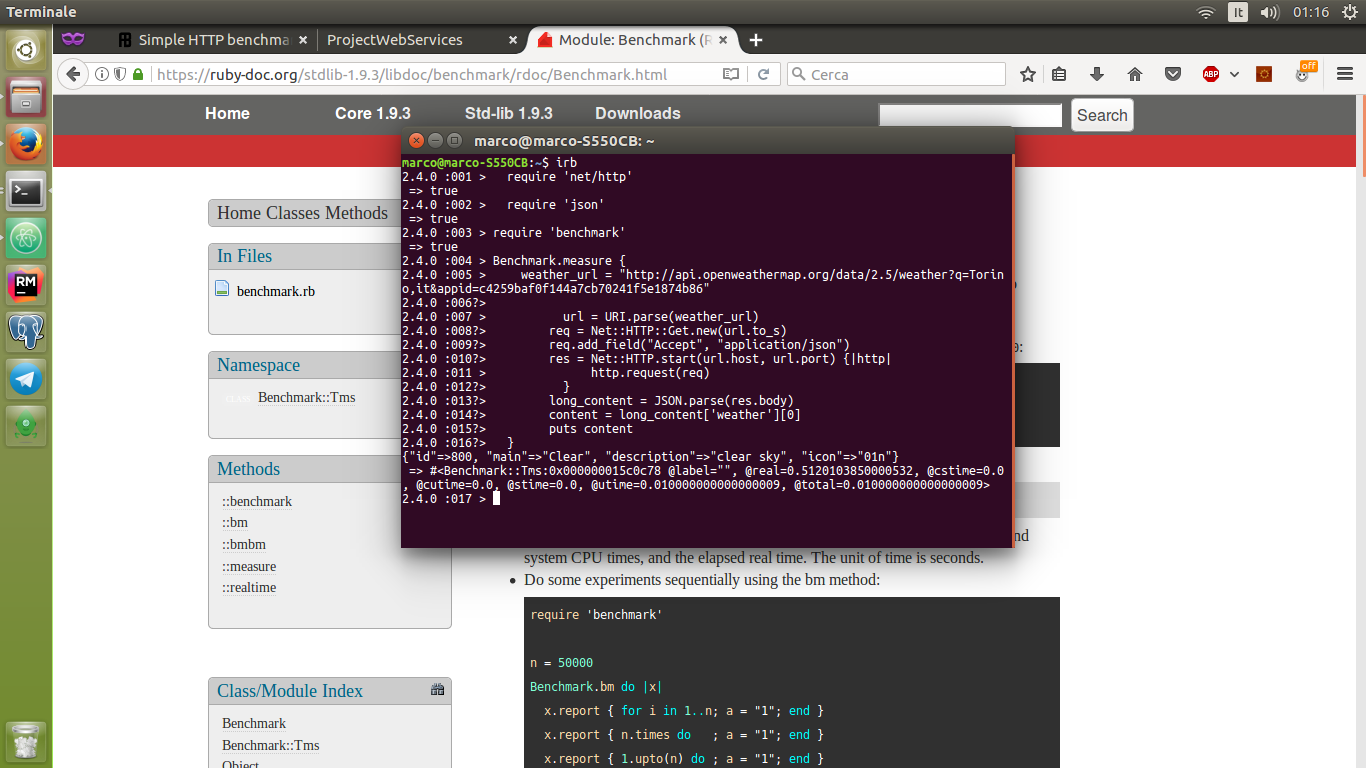 Terminale
It
01:16
Simple HTTP benchma
ProjectWebServices
Module: Benchmark (R
https://ruby-doc.org/stdlib-1.9.3/libdoc/benchmark/rdoc/Benchmark.html
Cerca
ABP
off
Home
Core 1.9.3
Std-lib 1.9.3
Downloads
Search
marco@marco-S550CB: ~
marco@marco-S550CB:~$ irb
2.4.0 :001 >   require 'net/http'
 => true
2.4.0 :002 >   require 'json'
 => true
2.4.0 :003 > require 'benchmark'
 => true
2.4.0 :004 > Benchmark.measure {
2.4.0 :005 >     weather_url = "http://api.openweathermap.org/data/2.5/weather?q=Torin
o,it&appid=c4259baf0f144a7cb70241f5e1874b86"
2.4.0 :006?>
2.4.0 :007 >           url = URI.parse(weather_url)
2.4.0 :008?>         req = Net::HTTP::Get.new(url.to_s)
2.4.0 :009?>         req.add_field("Accept", "application/json")
2.4.0 :010?>         res = Net::HTTP.start(url.host, url.port) {|http|
2.4.0 :011 >               http.request(req)
2.4.0 :012?>           }
2.4.0 :013?>         long_content = JSON.parse(res.body)
2.4.0 :014?>         content = long_content['weather'][0]
2.4.0 :015?>         puts content
2.4.0 :016?>   }
{"id"=>800, "main"=>"Clear", "description"=>"clear sky", "icon"=>"01n"}
 => #<Benchmark::Tms:0x000000015c0c78 @label="", @real=0.5120103850000532, @cstime=0.0
, @cutime=0.0, @stime=0.0, @utime=0.010000000000000009, @total=0.010000000000000009>
2.4.0 :017 >
Home Classes Methods
In Files
benchmark.rb
Namespace
Benchmark::Tms
Methods
::benchmark
::bm
::bmbm
::measure
::realtime
Class/Module Index
Benchmark
Benchmark::Tms
Object
RM
0:
nd
system CPU times, and the elapsed real time. The unit of time is seconds.
• Do some experiments sequentially using the bm method:
require 'benchmark'
n = 50000
Benchmark.bm do |x|
  x.report { for i in 1..n; a = "1"; end }
  x.report { n.times do   ; a = "1"; end }
  x.report { 1.upto(n) do ; a = "1"; end }